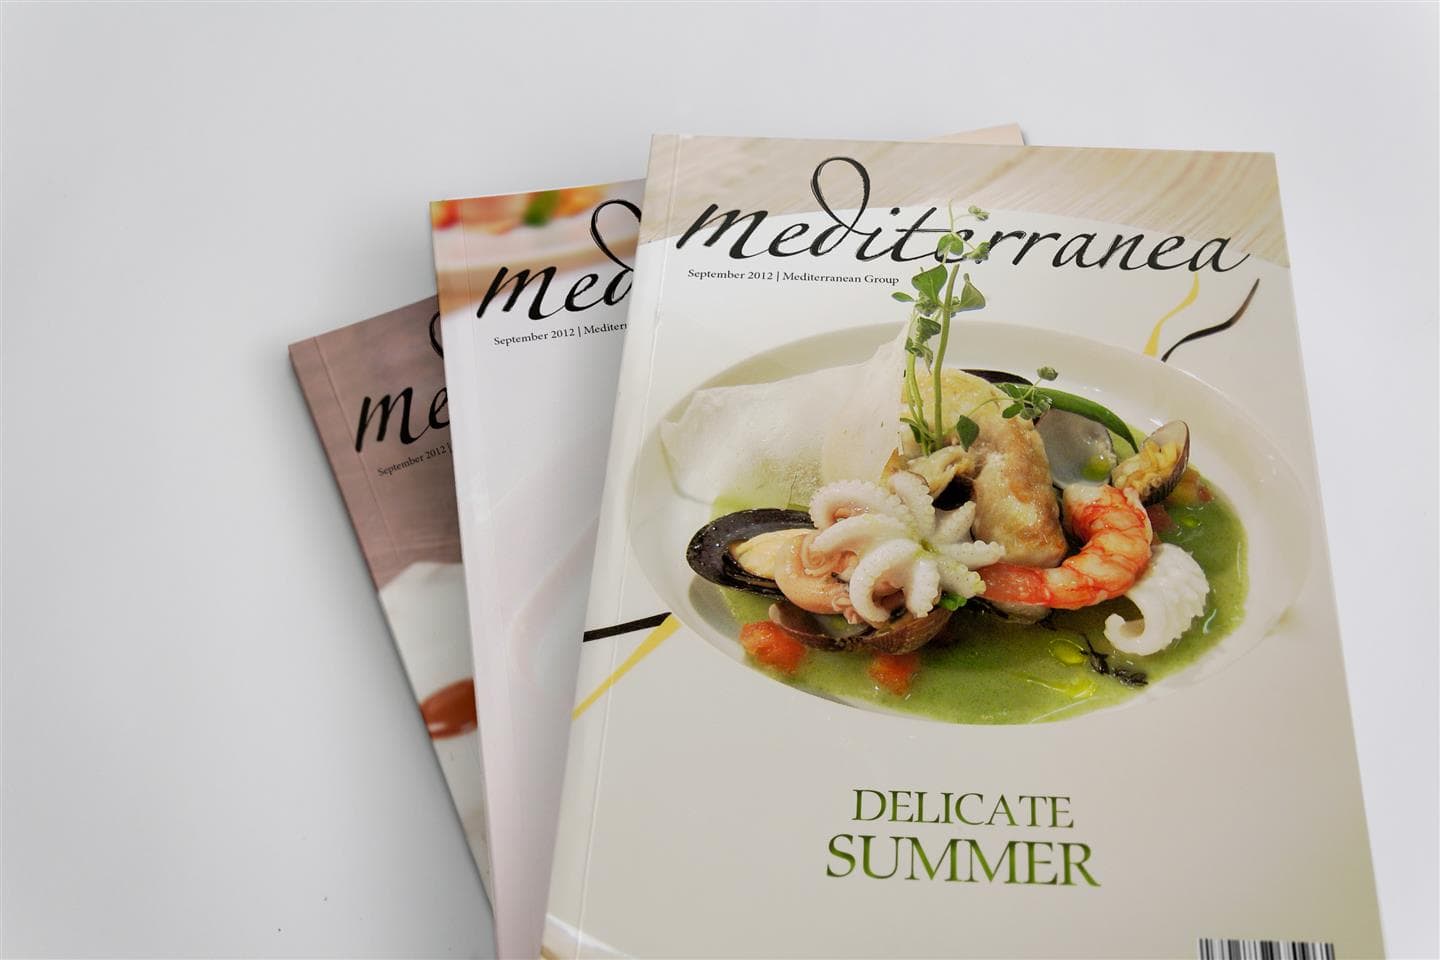 mediterranea
September 2012 | Mediterranean Group
DELICATE
SUMMER
med
September 2012 | Mediterr
me
September 2012 |